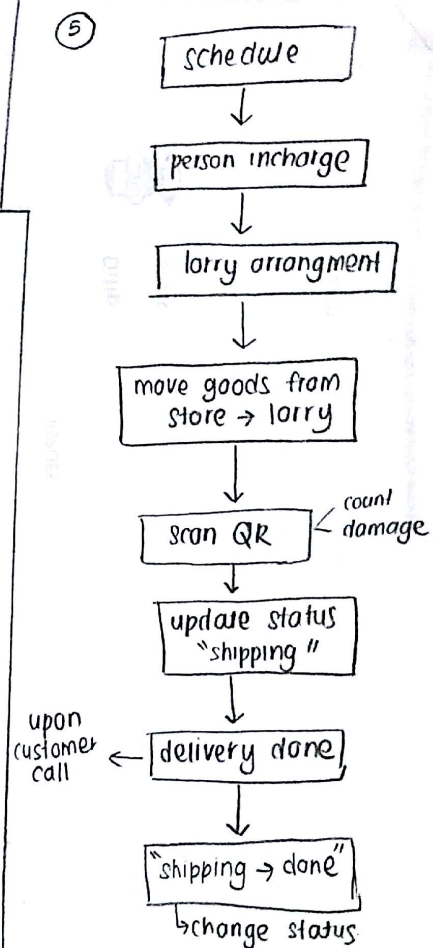 5
schedule
person incharge
lorry arrangment
move goods from
store → lorry
scan QR
count
damage
update status
"shipping"
upon
customer
call
delivery done
"shipping → done"
↳change status